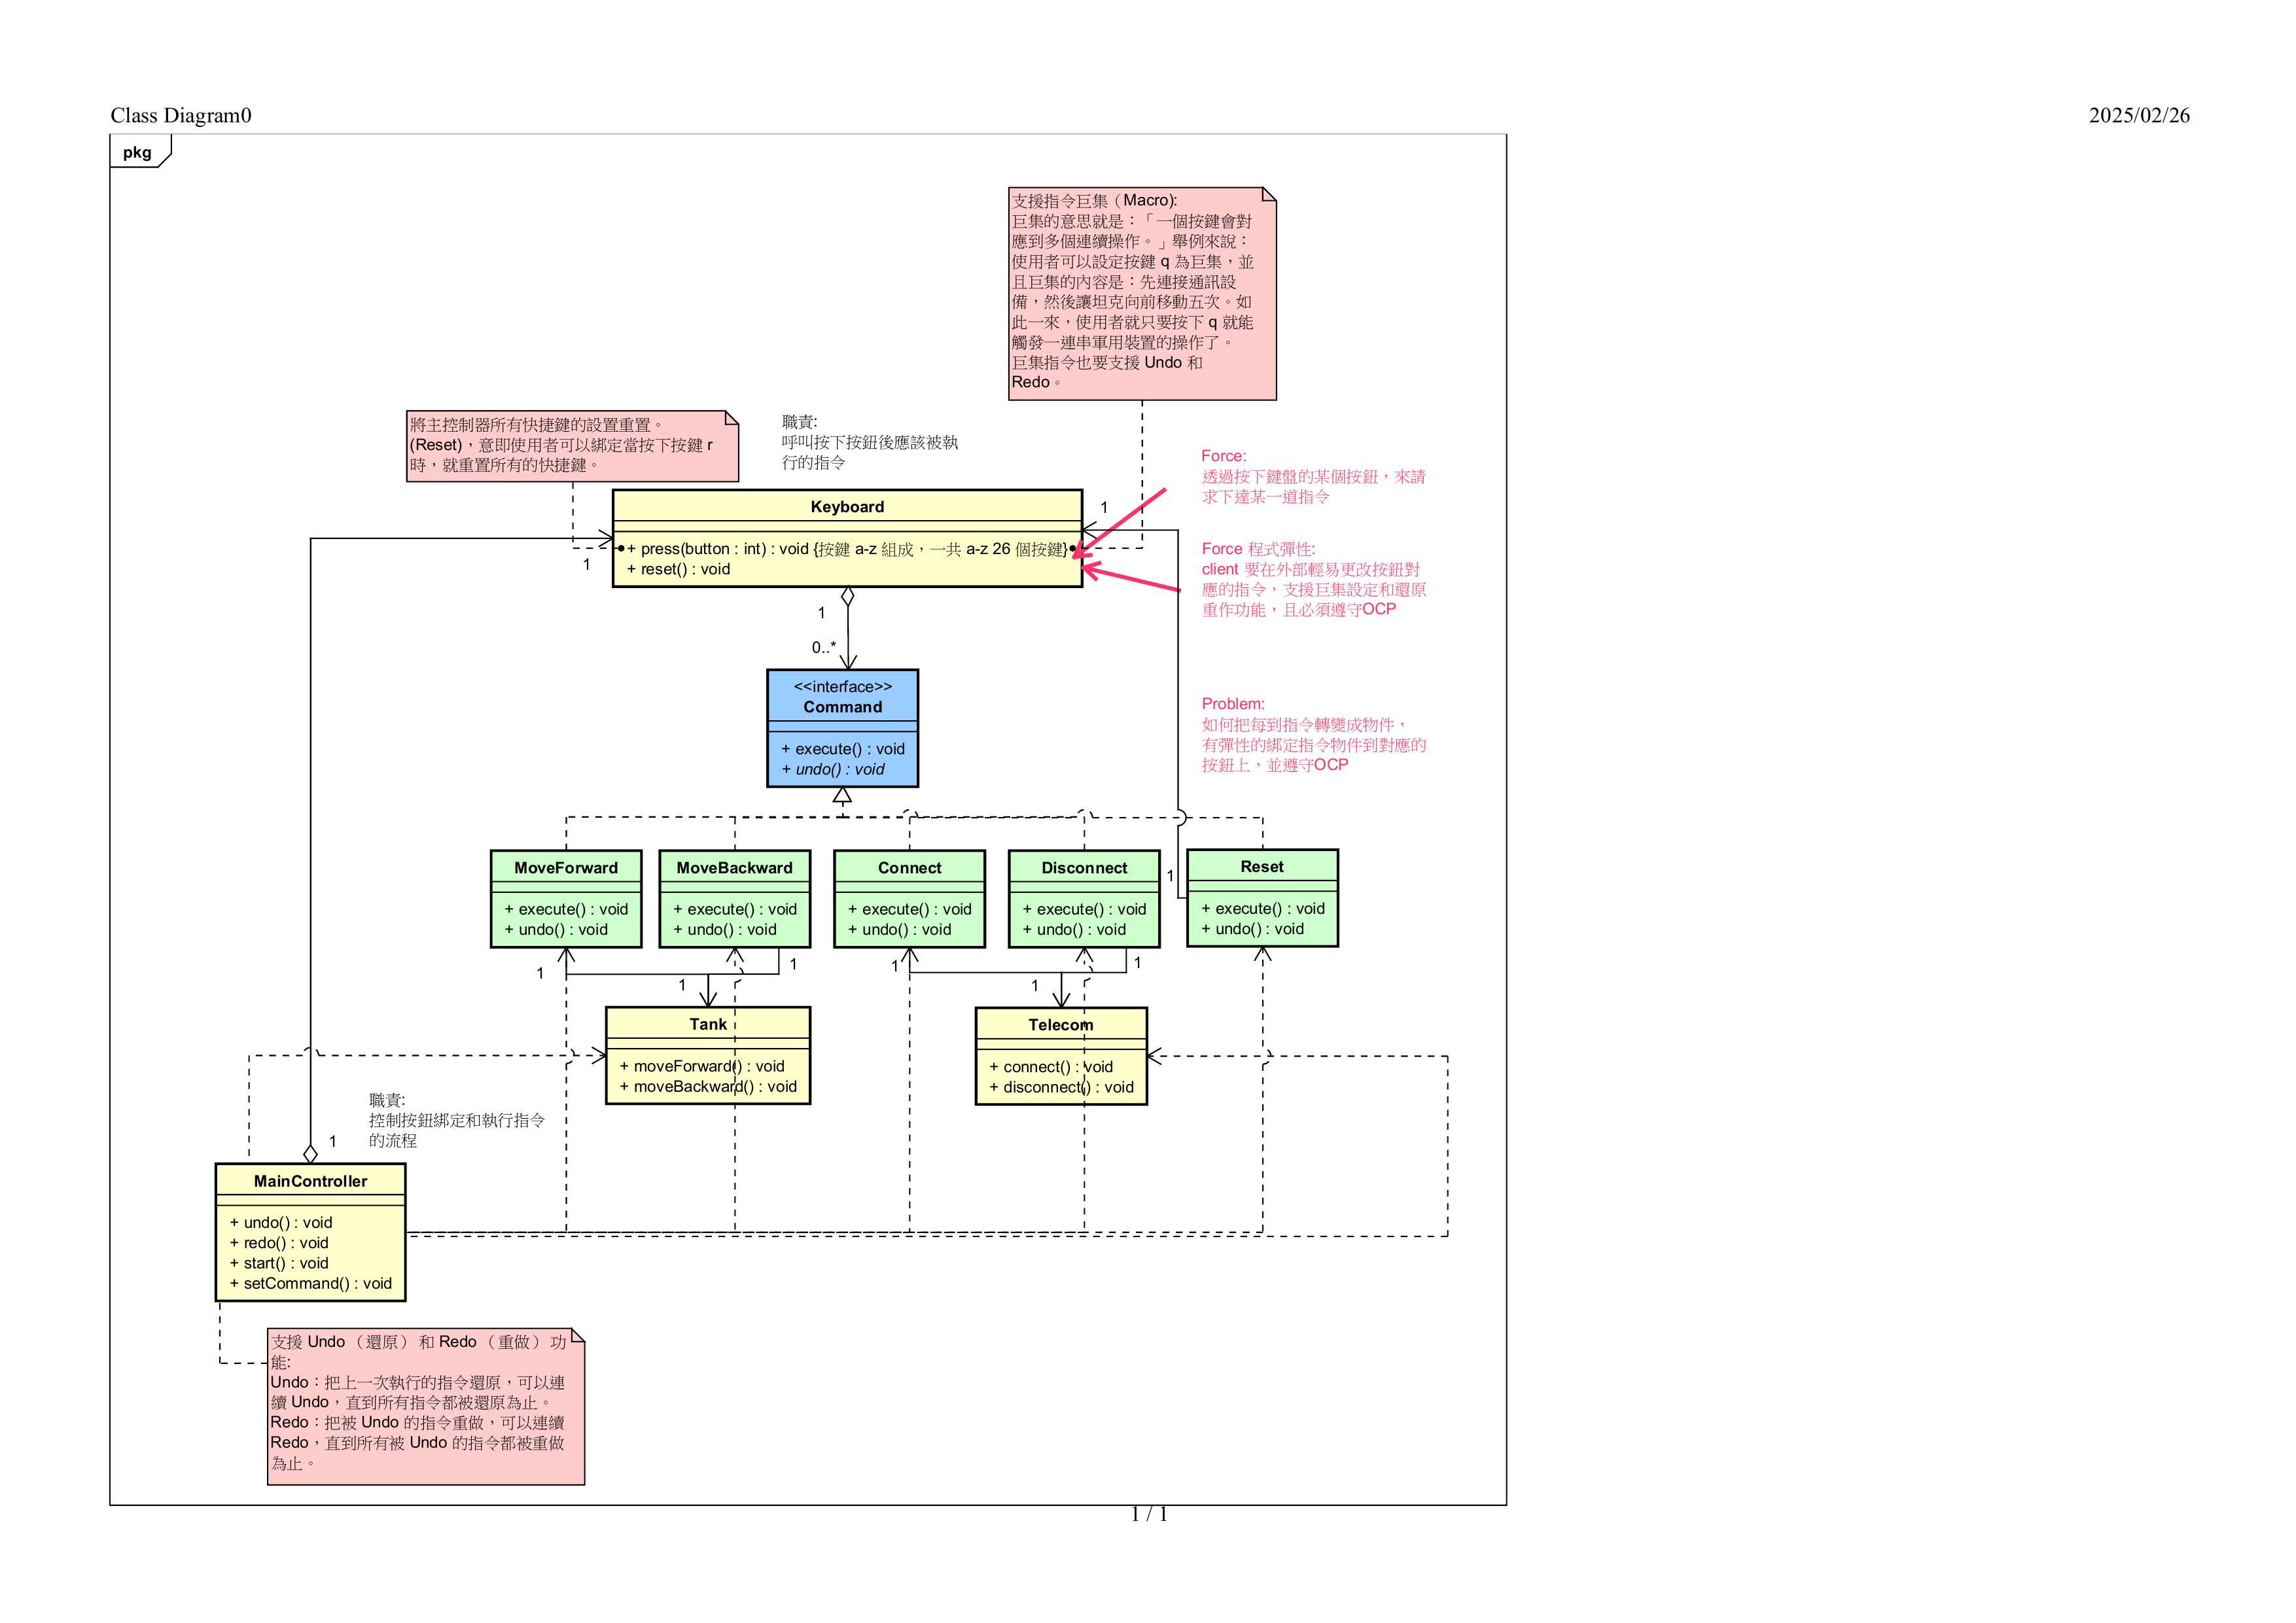 Class Diagram0
2025/02/26
pkg
支援指令巨集（Macro):
巨集的意思就是：「一個按鍵會對
應到多個連續操作。」舉例來說：
使用者可以設定按鍵 q 為巨集，並
且巨集的內容是：先連接通訊設
備，然後讓坦克向前移動五次。如
此一來，使用者就只要按下 q 就能
觸發一連串軍用裝置的操作了。
巨集指令也要支援 Undo 和
Redo。
將主控制器所有快捷鍵的設置重置。
(Reset)，意即使用者可以綁定當按下按鍵 r
時，就重置所有的快捷鍵。
職責:
呼叫按下按鈕後應該被執
行的指令
Force:
透過按下鍵盤的某個按鈕，來請
求下達某一道指令
Keyboard
+ press(button : int) : void {按鍵 a-z 組成，一共 a-z 26 個按鍵}
+ reset() : void
1
1
Force 程式彈性:
client 要在外部輕易更改按鈕對
應的指令，支援巨集設定和還原
重作功能，且必須遵守OCP
1
0..*
<<interface>>
Command
+ execute() : void
+ undo() : void
Problem:
如何把每到指令轉變成物件，
有彈性的綁定指令物件到對應的
按鈕上，並遵守OCP
MoveForward
+ execute() : void
+ undo() : void
MoveBackward
+ execute() : void
+ undo() : void
Connect
+ execute() : void
+ undo() : void
Disconnect
+ execute() : void
+ undo() : void
1
Reset
+ execute() : void
+ undo() : void
1
1
1
1
1
1
Tank
+ moveForward() : void
+ moveBackward() : void
Telecom
+ connect() : void
+ disconnect() : void
職責:
控制按鈕綁定和執行指令
的流程
1
MainController
+ undo() : void
+ redo() : void
+ start() : void
+ setCommand() : void
支援 Undo （還原） 和 Redo （重做） 功
能:
Undo：把上一次執行的指令還原，可以連
續 Undo，直到所有指令都被還原為止。
Redo：把被 Undo 的指令重做，可以連續
Redo，直到所有被 Undo 的指令都被重做
為止。
1 / 1